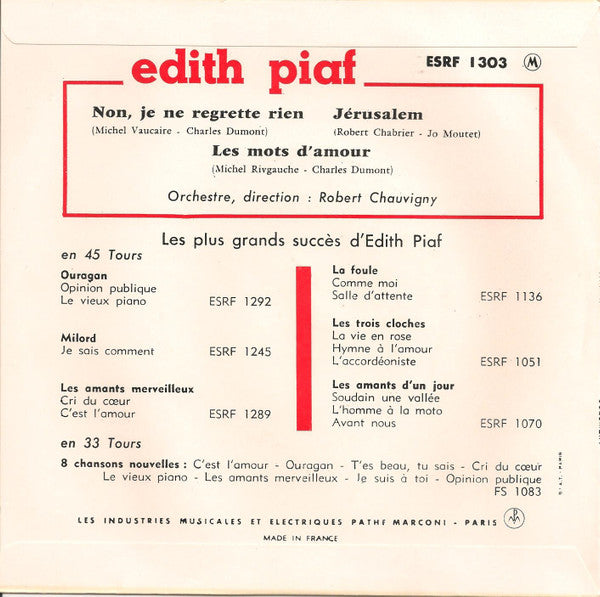 edith piaf
ESRF 1303 M
Non, je ne regrette rien
(Michel Vaucaire - Charles Dumont)
Jérusalem
(Robert Chabrier - Jo Moutet)
Les mots d'amour
(Michel Rivgauche - Charles Dumont)
Orchestre, direction : Robert Chauvigny
Les plus grands succès d'Edith Piaf
en 45 Tours
Ouragan
Opinion publique
Le vieux piano ESRF 1292
Milord
Je sais comment ESRF 1245
Les amants merveilleux
Cri du cœur
C'est l'amour ESRF 1289
La foule
Comme moi
Salle d'attente ESRF 1136
Les trois cloches
La vie en rose
Hymne à l'amour
L'accordéoniste ESRF 1051
Les amants d'un jour
Soudain une vallée
L'homme à la moto
Avant nous ESRF 1070
en 33 Tours
8 chansons nouvelles : C'est l'amour - Ouragan - T'es beau, tu sais - Cri du cœur
Le vieux piano - Les amants merveilleux - Je suis à toi - Opinion publique
FS 1083
LES INDUSTRIES MUSICALES ET ELECTRIQUES PATHE MARCONI - PARIS
MADE IN FRANCE